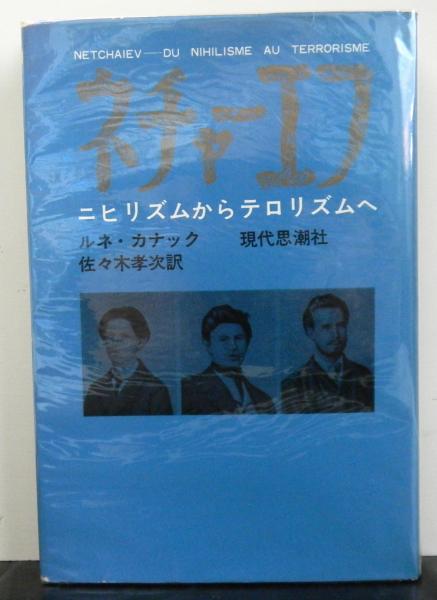 NETCHAIEV—DU NIHILISME AU TERRORISME
ネチャーエフ
ニヒリズムからテロリズムへ
ルネ・カナック 現代思潮社
佐々木孝次訳